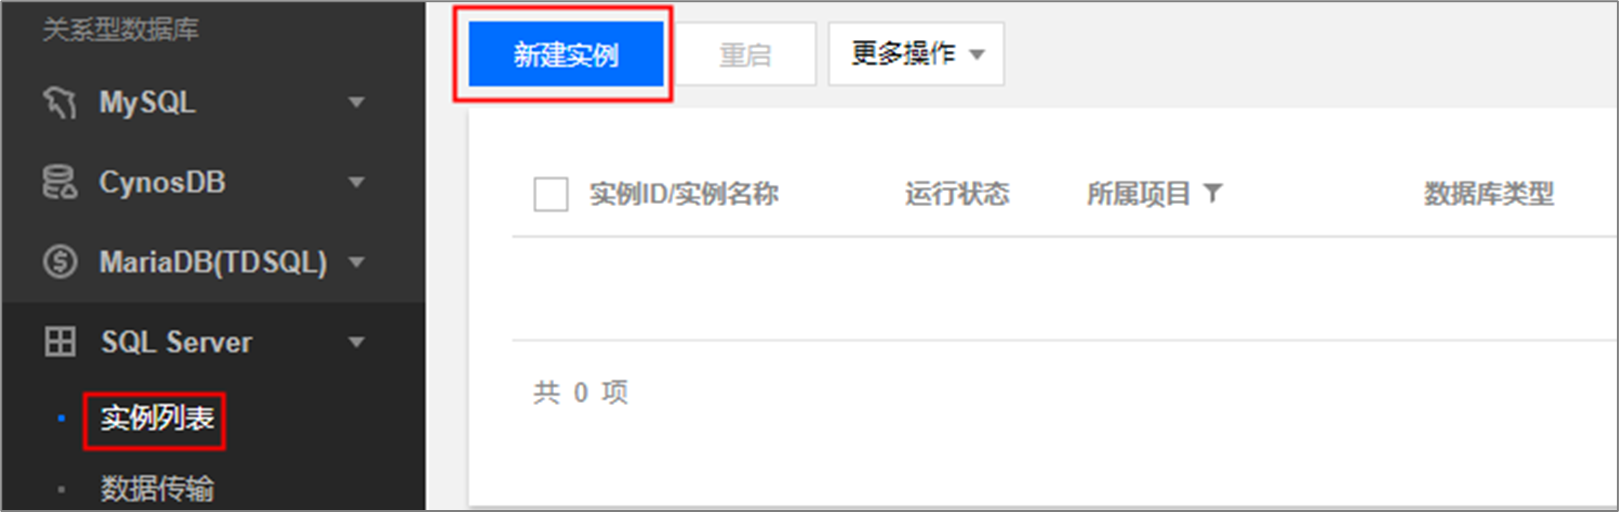 关系型数据库
MySQL
CynosDB
MariaDB(TDSQL)
SQL Server
实例列表
数据传输
新建实例 重启 更多操作
实例ID/实例名称 运行状态 所属项目 数据库类型
共 0 项